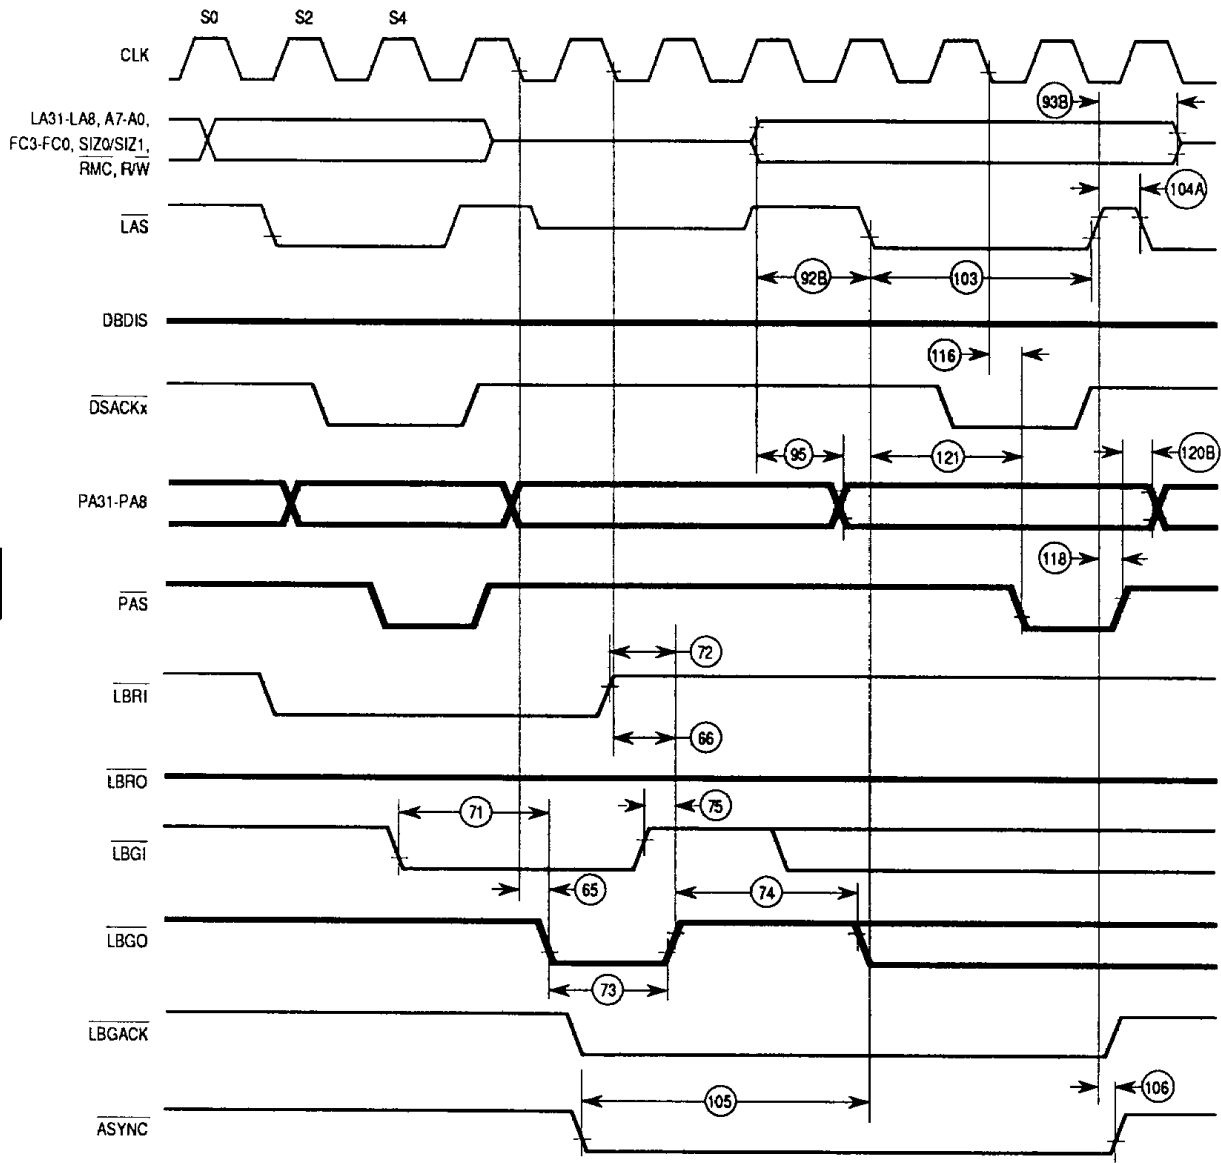 S0 S2 S4
CLK
93B
LA31-LA8, A7-A0,
FC3-FC0, SIZ0/SIZ1,
RMC, R/W
104A
LAS
92B 103
DBDIS
116
DSACKx
95 121 120B
PA31-PA8
118
PAS
72
LBRI
66
LBRO
71 75
LBGI
65 74
LBGO
73
LBGACK
106
105
ASYNC